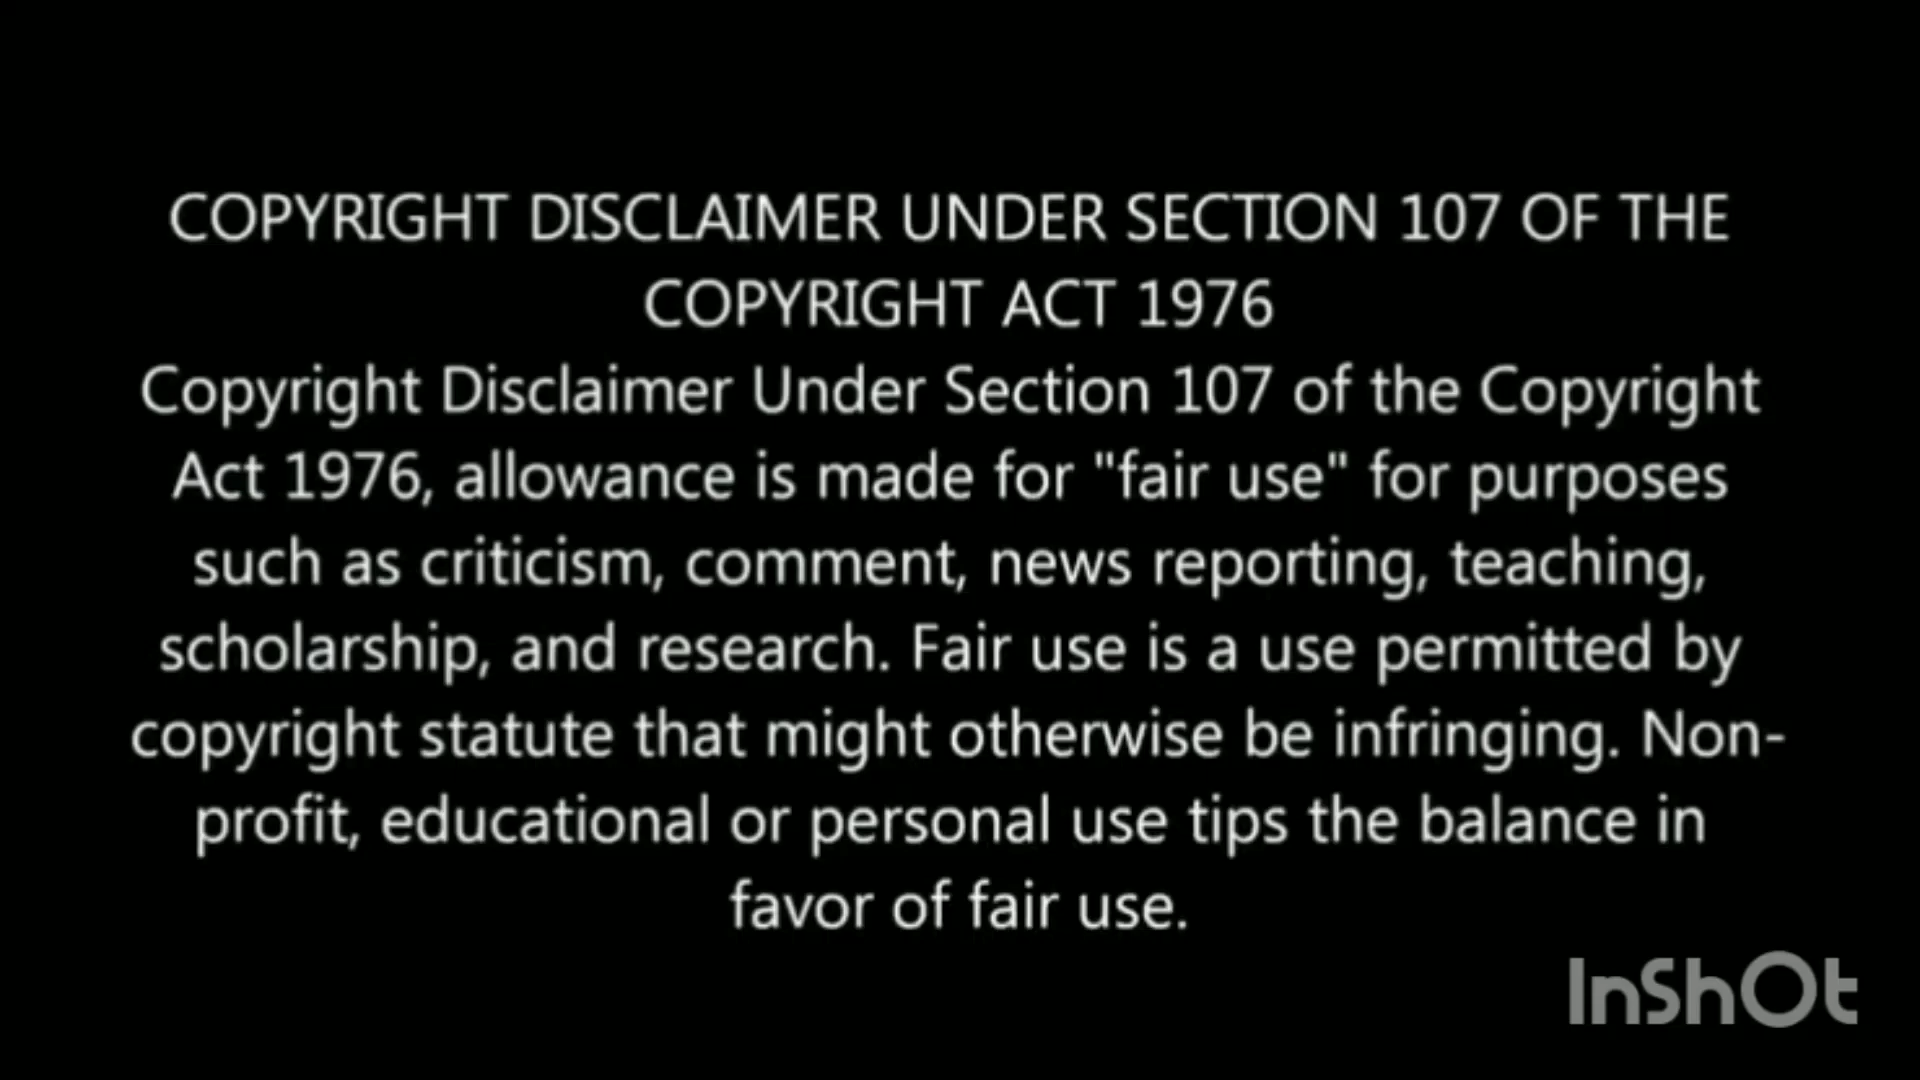 COPYRIGHT DISCLAIMER UNDER SECTION 107 OF THE
COPYRIGHT ACT 1976
Copyright Disclaimer Under Section 107 of the Copyright
Act 1976, allowance is made for "fair use" for purposes
such as criticism, comment, news reporting, teaching,
scholarship, and research. Fair use is a use permitted by
copyright statute that might otherwise be infringing. Non-
profit, educational or personal use tips the balance in
favor of fair use.
InShOt